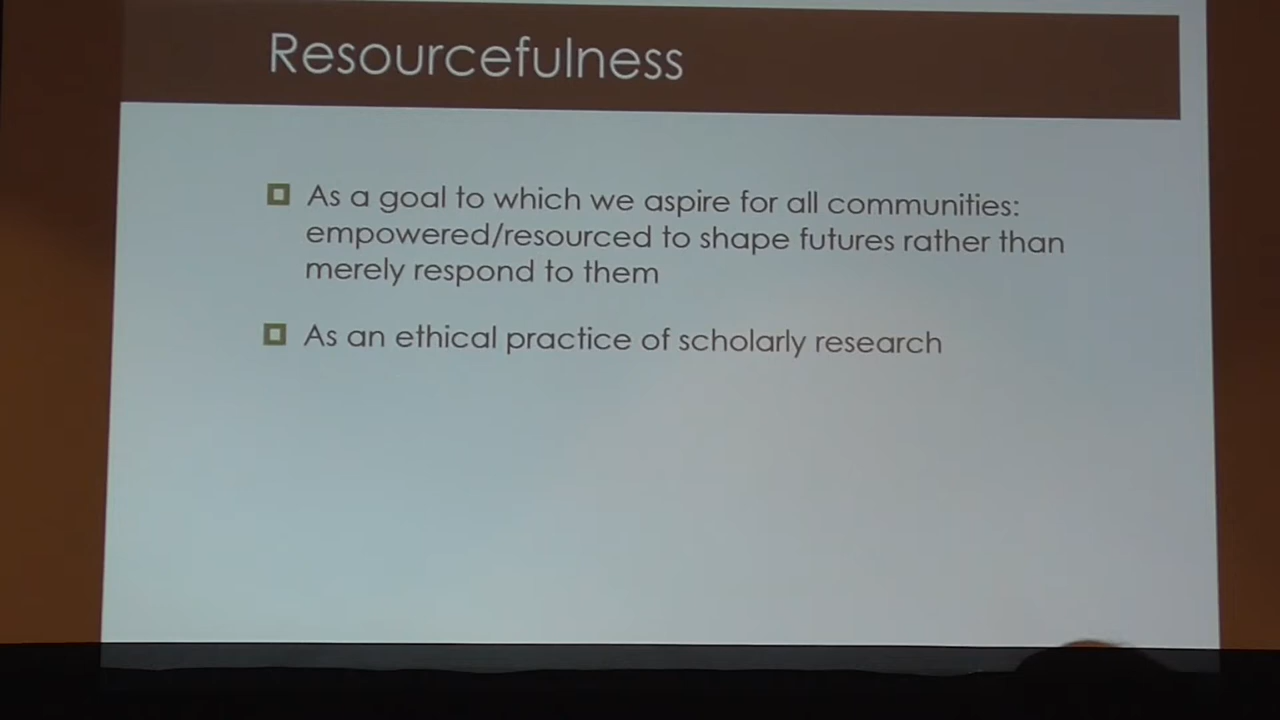 Resourcefulness
As a goal to which we aspire for all communities:
empowered/resourced to shape futures rather than
merely respond to them
As an ethical practice of scholarly research